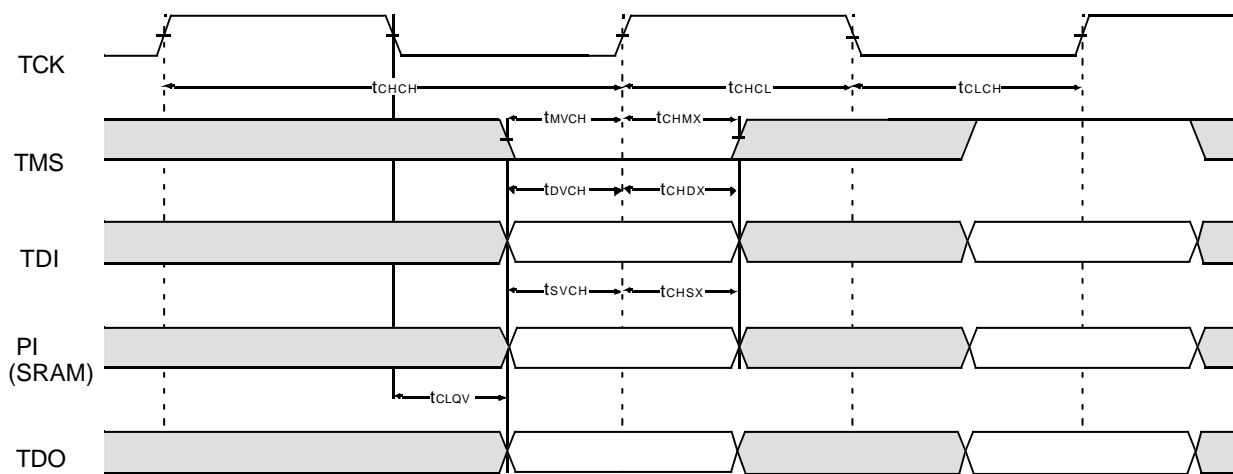 TCK
tCHCH tCHCL tCLCH
tMVCH tCHMX
TMS
tDVCH tCHDX
TDI
tSVCH tCHSX
PI
(SRAM)
tCLQV
TDO